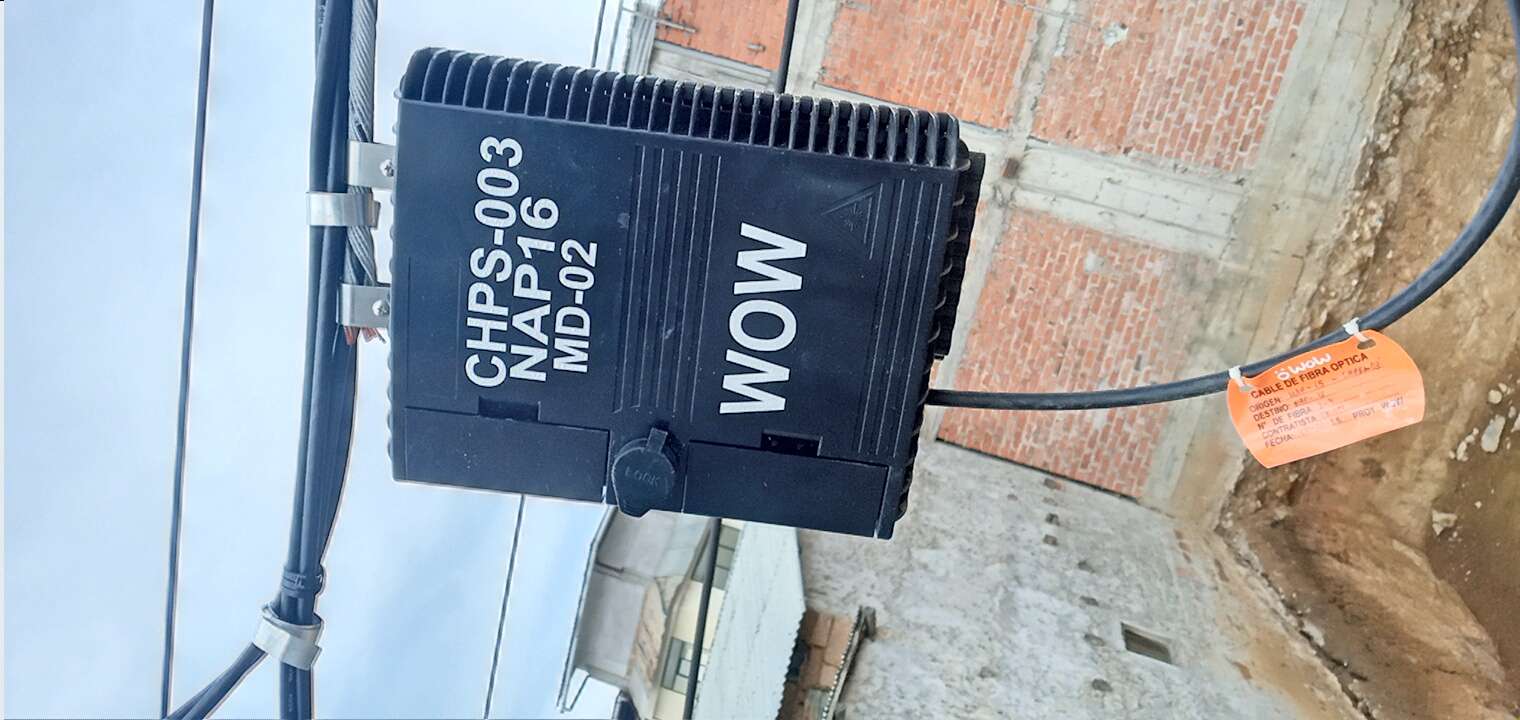 CHPS-003
NAP16
MD-02
WOW
LOCK
wow
CABLE DE FIBRA OPTICA
ORIGEN
DESTINO
N° DE FIBRA
CONTRATISTA
FECHA: